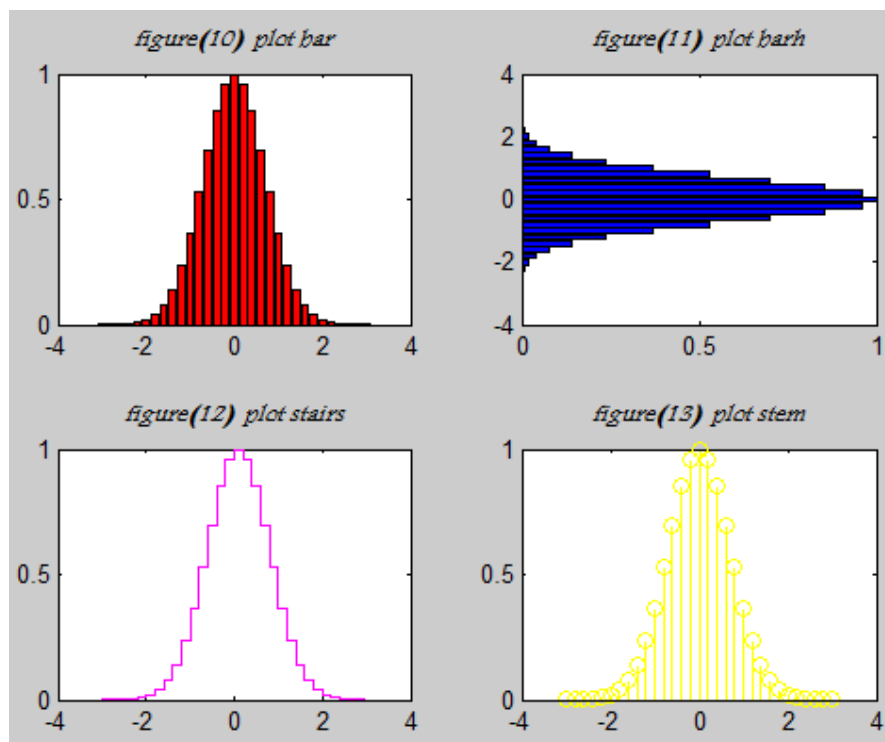 figure(10) plot bar
1
0.5
0
-4 -2 0 2 4
figure(11) plot barh
4
2
0
-2
-4
0 0.5 1
figure(12) plot stairs
1
0.5
0
-4 -2 0 2 4
figure(13) plot stem
1
0.5
0
-4 -2 0 2 4